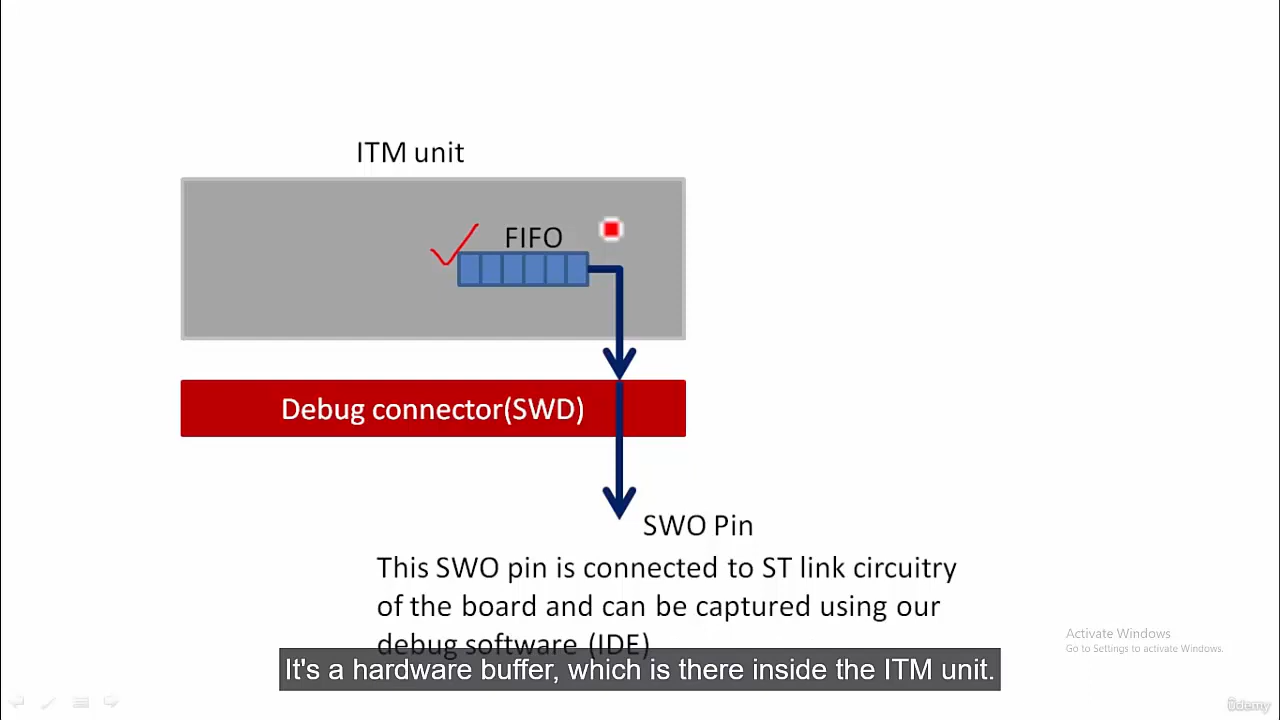 ITM unit
FIFO
Debug connector(SWD)
SWO Pin
This SWO pin is connected to ST link circuitry
of the board and can be captured using our
debug software (IDE)
It's a hardware buffer, which is there inside the ITM unit.
Activate Windows
Go to Settings to activate Windows.
ûdemy